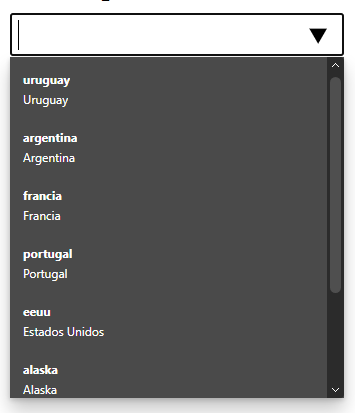 uruguay
Uruguay
argentina
Argentina
francia
Francia
portugal
Portugal
eeuu
Estados Unidos
alaska
Alaska